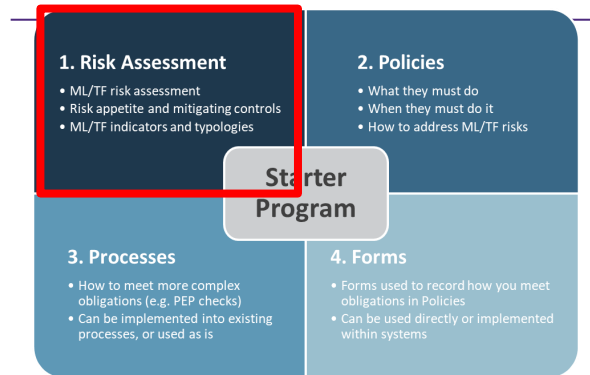 1. Risk Assessment
• ML/TF risk assessment
• Risk appetite and mitigating controls
• ML/TF indicators and typologies
2. Policies
• What they must do
• When they must do it
• How to address ML/TF risks
Starter
Program
3. Processes
• How to meet more complex
obligations (e.g. PEP checks)
• Can be implemented into existing
processes, or used as is
4. Forms
• Forms used to record how you meet
obligations in Policies
• Can be used directly or implemented
within systems